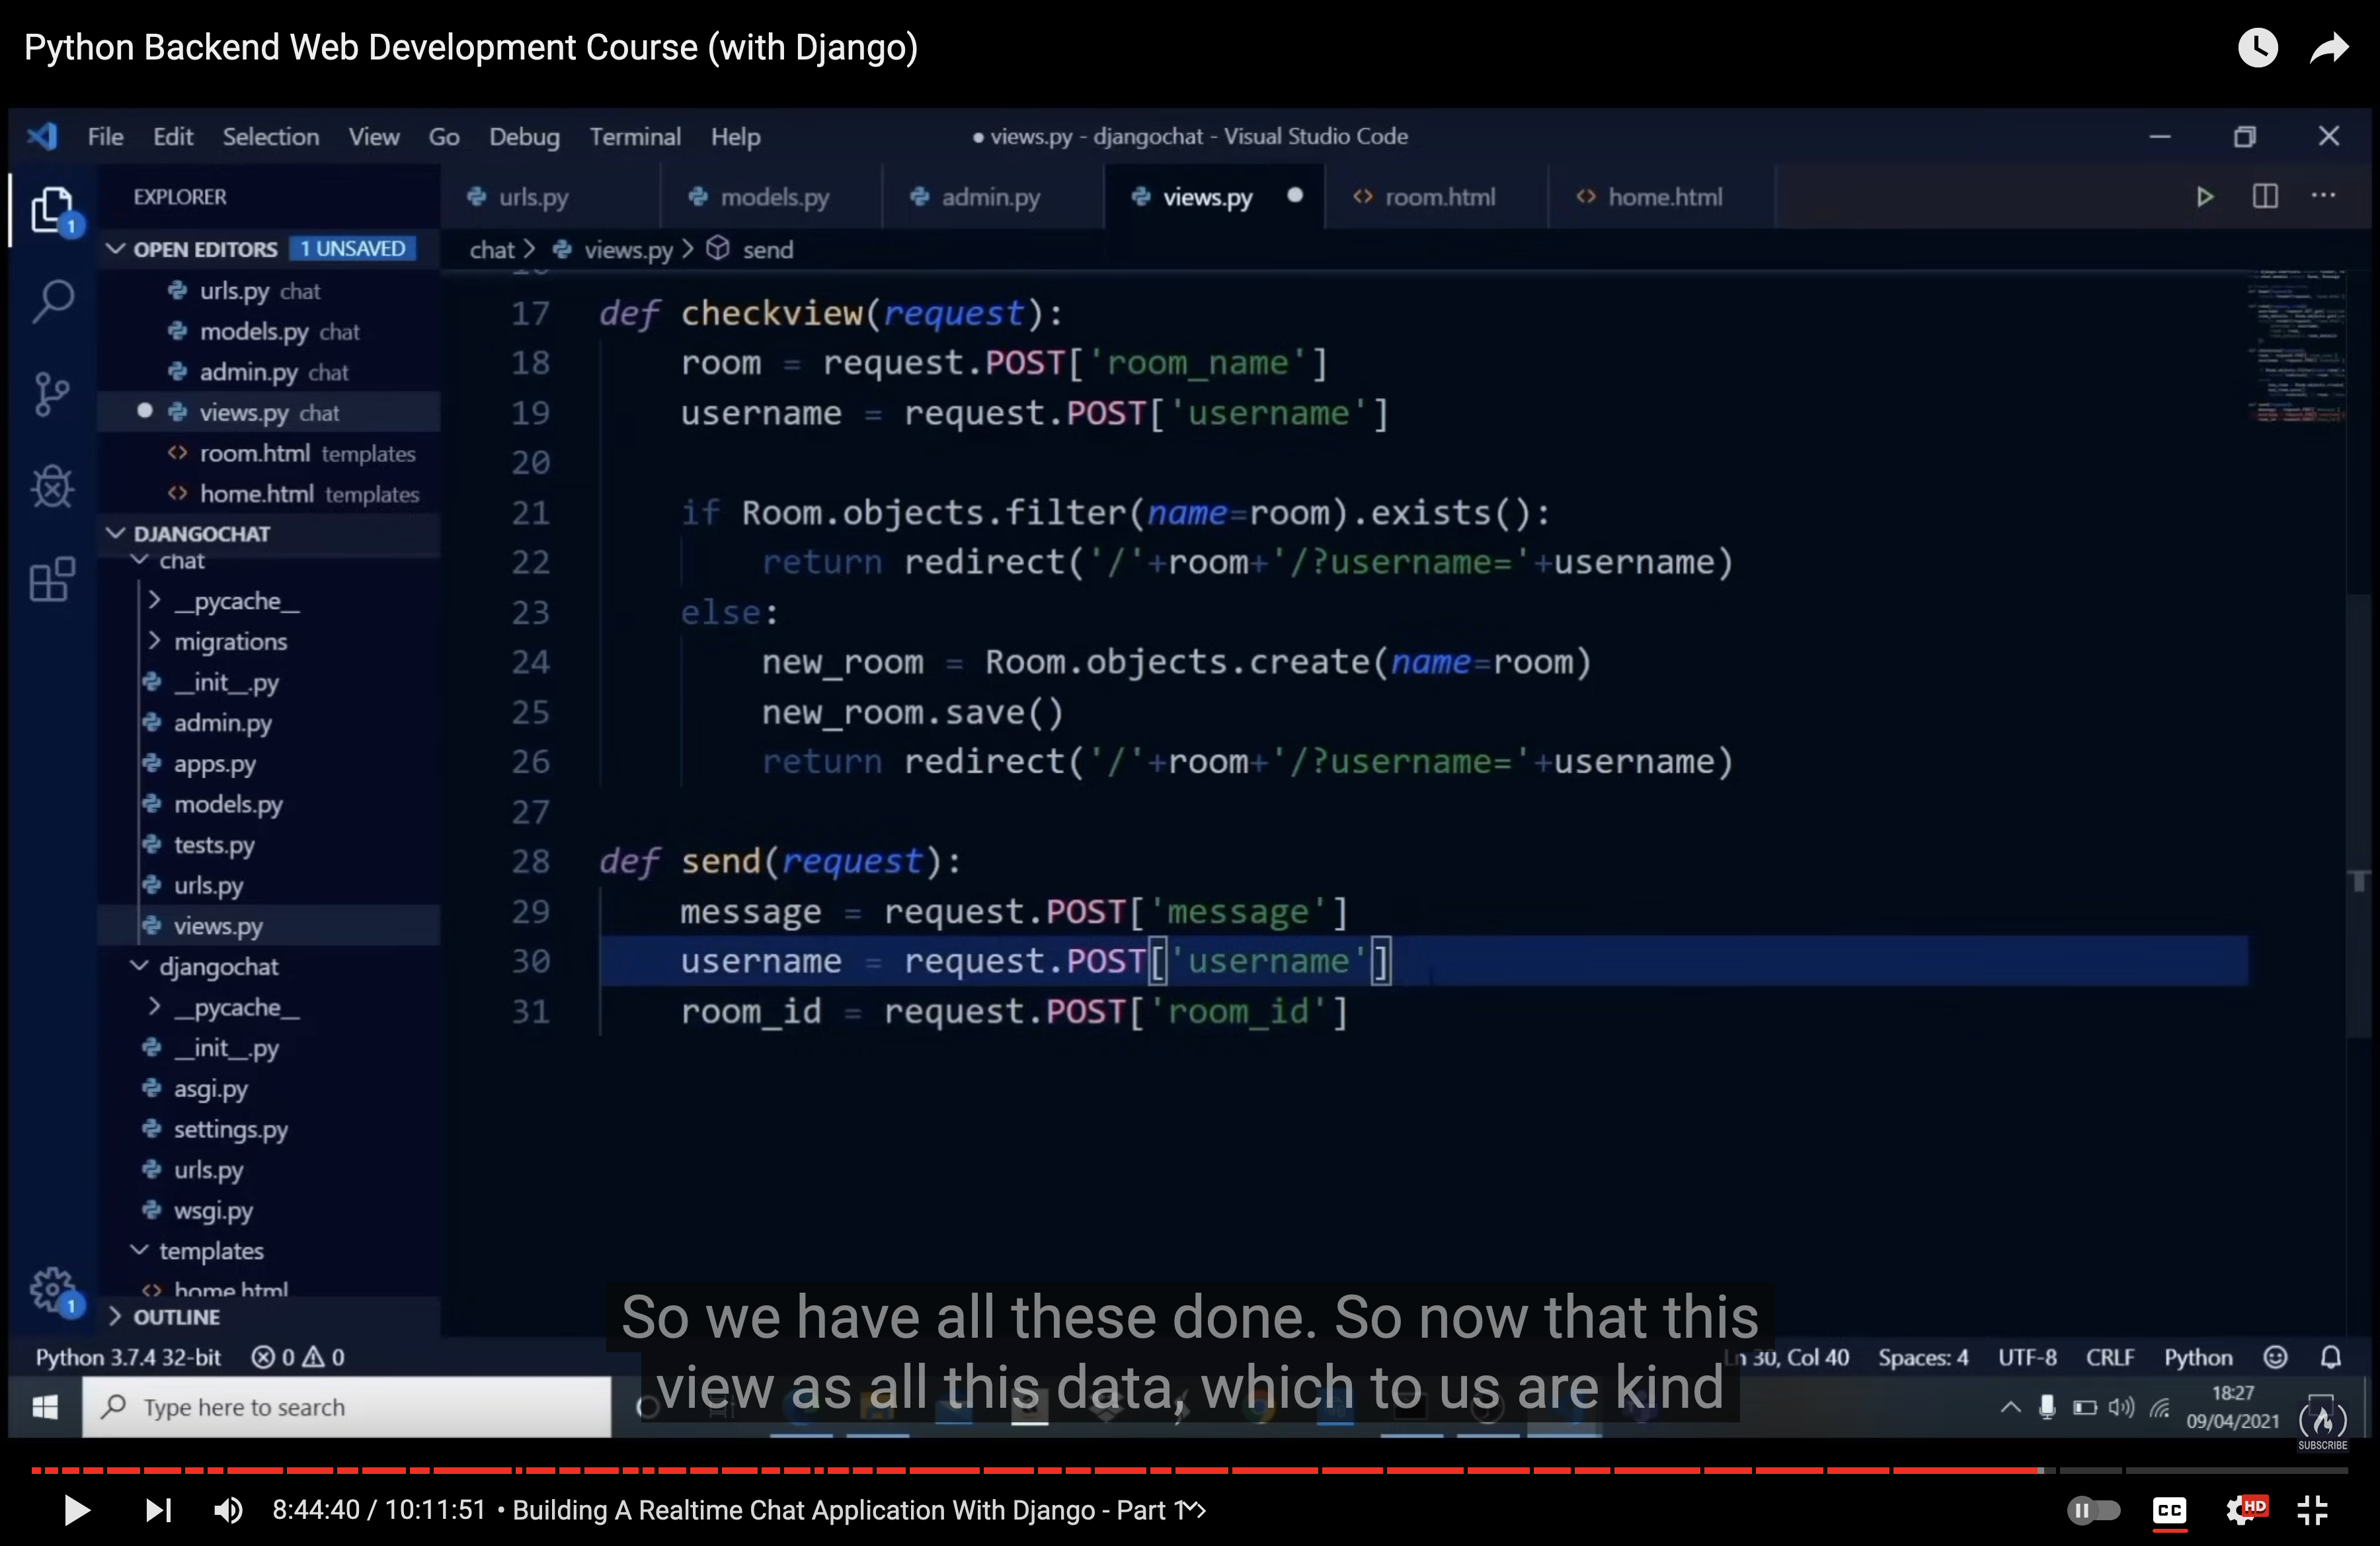 Python Backend Web Development Course (with Django)
File Edit Selection View Go Debug Terminal Help
● views.py - djangochat - Visual Studio Code
EXPLORER
OPEN EDITORS 1 UNSAVED
urls.py chat
models.py chat
admin.py chat
views.py chat
room.html templates
home.html templates
DJANGOCHAT
chat
__pycache__
migrations
__init__.py
admin.py
apps.py
models.py
tests.py
urls.py
views.py
djangochat
__pycache__
__init__.py
asgi.py
settings.py
urls.py
wsgi.py
templates
home.html
OUTLINE
urls.py models.py admin.py views.py room.html home.html
chat > views.py > send
17 def checkview(request):
18 room = request.POST['room_name']
19 username = request.POST['username']
20
21 if Room.objects.filter(name=room).exists():
22 return redirect('/'+room+'/?username='+username)
23 else:
24 new_room = Room.objects.create(name=room)
25 new_room.save()
26 return redirect('/'+room+'/?username='+username)
27
28 def send(request):
29 message = request.POST['message']
30 username = request.POST['username']
31 room_id = request.POST['room_id']
So we have all these done. So now that this
view as all this data, which to us are kind
Python 3.7.4 32-bit 0 0
Ln 30, Col 40 Spaces: 4 UTF-8 CRLF Python
Type here to search
18:27
09/04/2021
SUBSCRIBE
8:44:40 / 10:11:51 • Building A Realtime Chat Application With Django - Part 1
CC
HD